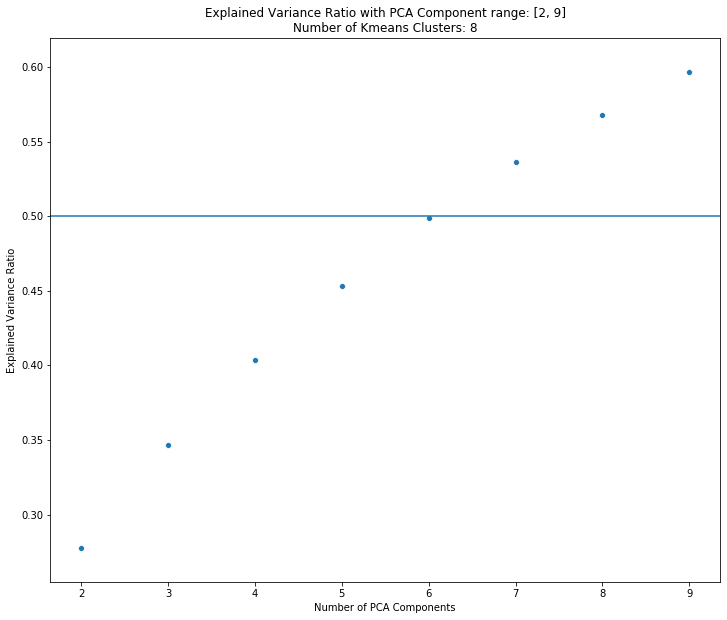 Explained Variance Ratio with PCA Component range: [2, 9]
Number of Kmeans Clusters: 8
0.60
0.55
0.50
0.45
0.40
0.35
0.30
Explained Variance Ratio
2 3 4 5 6 7 8 9
Number of PCA Components